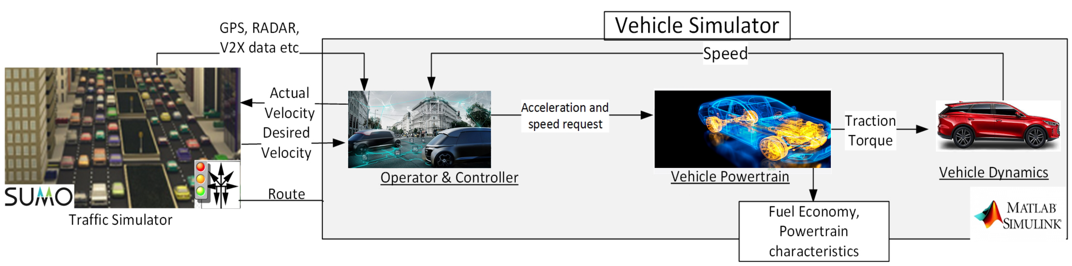 Vehicle Simulator
GPS, RADAR,
V2X data etc
Speed
Actual
Velocity
Desired
Velocity
Acceleration and
speed request
Traction
Torque
Operator & Controller
Vehicle Powertrain
Vehicle Dynamics
SUMO
Route
Traffic Simulator
Fuel Economy,
Powertrain
characteristics
MATLAB
SIMULINK®